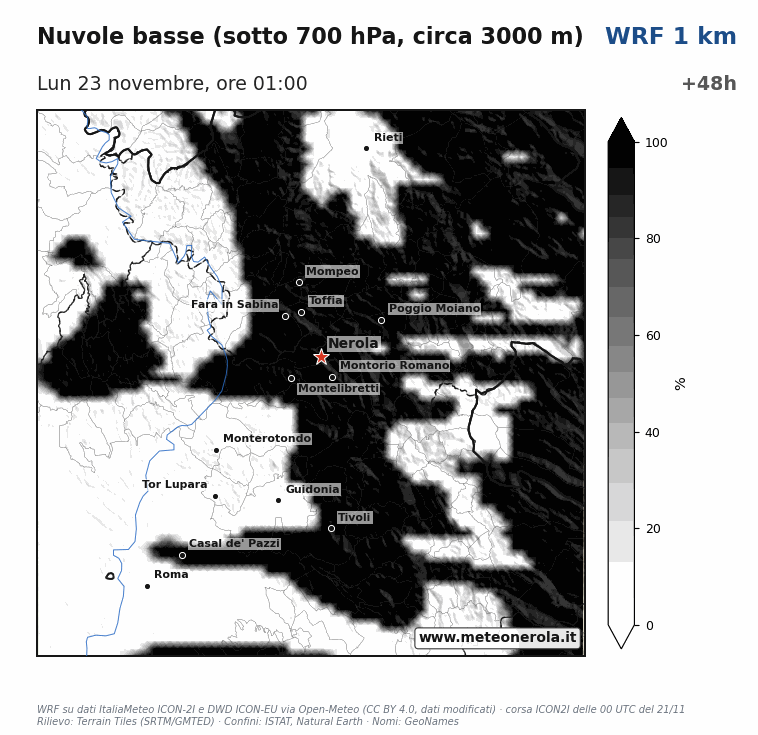 Nuvole basse (sotto 700 hPa, circa 3000 m) WRF 1 km
Lun 23 novembre, ore 01:00 +48h
Rieti
Mompeo
Toffia
Fara in Sabina
Poggio Moiano
Nerola
Montorio Romano
Montelibretti
Monterotondo
Tor Lupara
Guidonia
Tivoli
Casal de' Pazzi
Roma
www.meteonerola.it
100
80
60
40
20
0
%
WRF su dati ItaliaMeteo ICON-2I e DWD ICON-EU via Open-Meteo (CC BY 4.0, dati modificati) · corsa ICON2I delle 00 UTC del 21/11
Rilievo: Terrain Tiles (SRTM/GMTED) · Confini: ISTAT, Natural Earth · Nomi: GeoNames